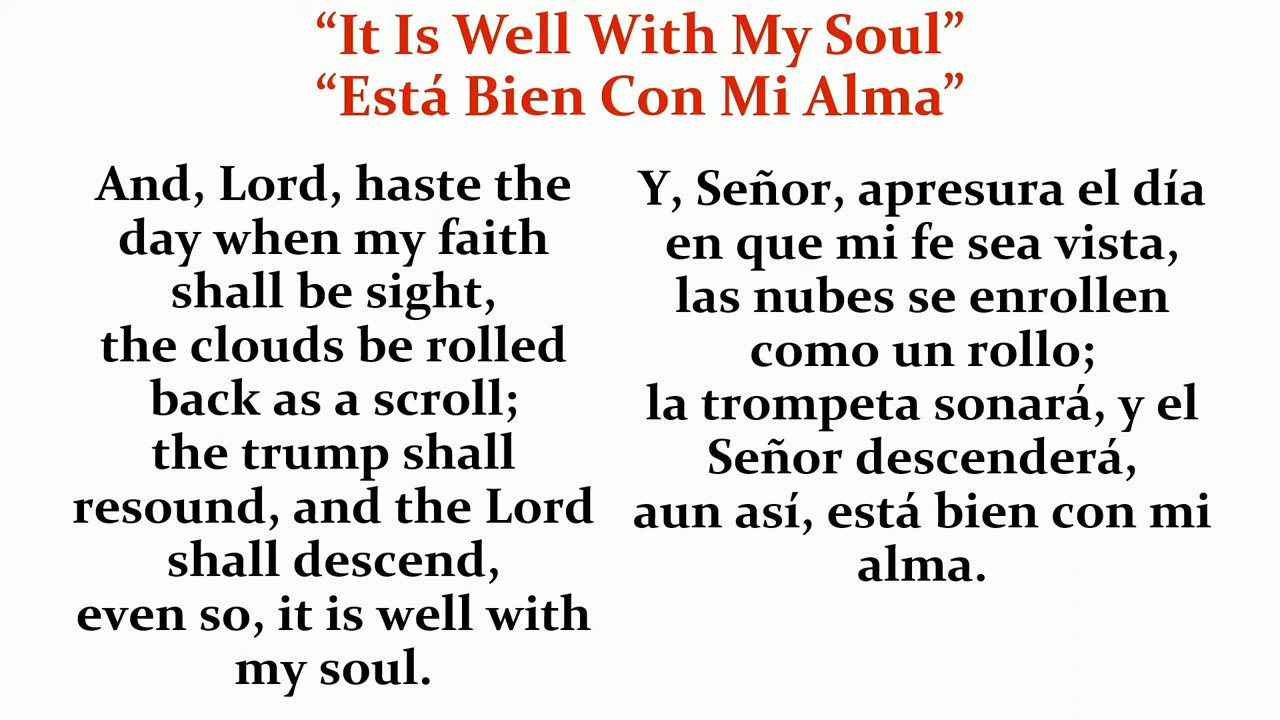 “It Is Well With My Soul”
“Está Bien Con Mi Alma”
And, Lord, haste the
day when my faith
shall be sight,
the clouds be rolled
back as a scroll;
the trump shall
resound, and the Lord
shall descend,
even so, it is well with
my soul.
Y, Señor, apresura el día
en que mi fe sea vista,
las nubes se enrollen
como un rollo;
la trompeta sonará, y el
Señor descenderá,
aun así, está bien con mi
alma.